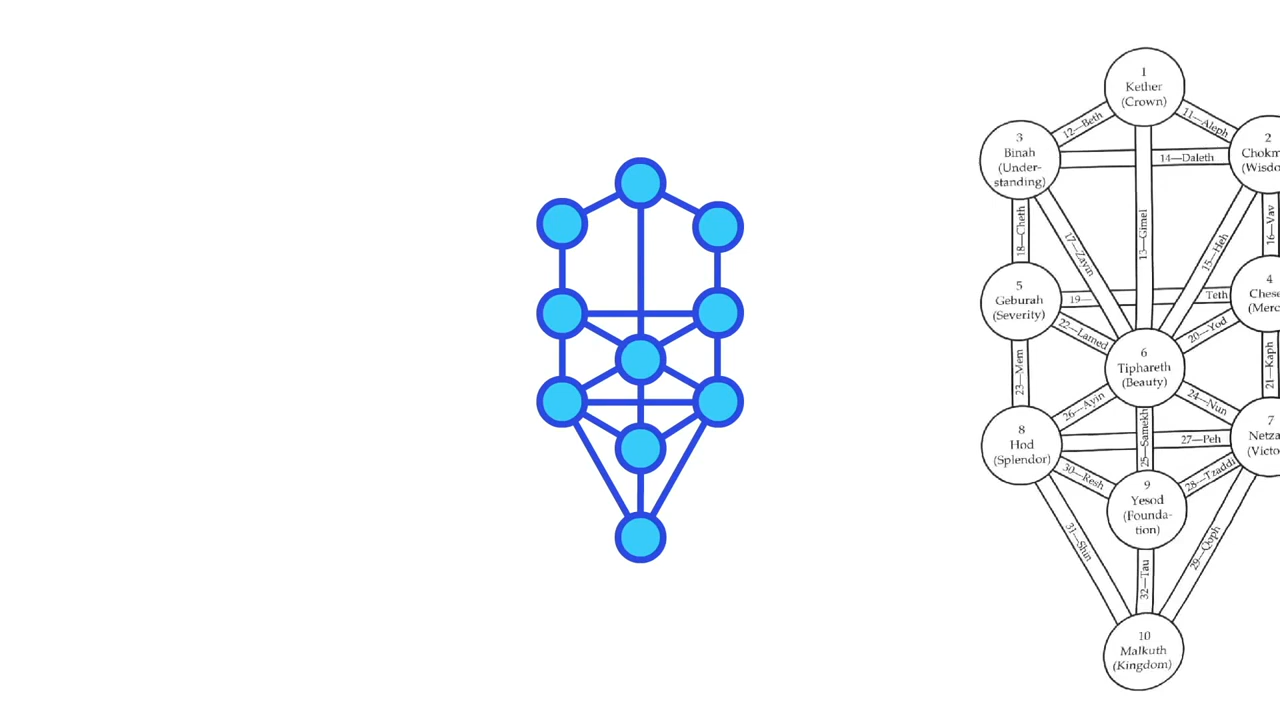 1
Kether
(Crown)
12—Beth
11—Aleph
3
Binah
(Under-
standing)
2
14—Daleth
18—Cheth
17—Zayin
13—Gimel
15—Heh
16—Vav
5
Geburah
(Severity)
19—
Teth
4
22—Lamed
20—Yod
6
Tiphareth
(Beauty)
23—Mem
21—Kaph
26—Ayin
24—Nun
25—Samekh
8
Hod
(Splendor)
27—Peh
7
30—Resh
28—Tzaddi
9
Yesod
(Founda-
tion)
31—Shin
32—Tau
29—Qoph
10
Malkuth
(Kingdom)